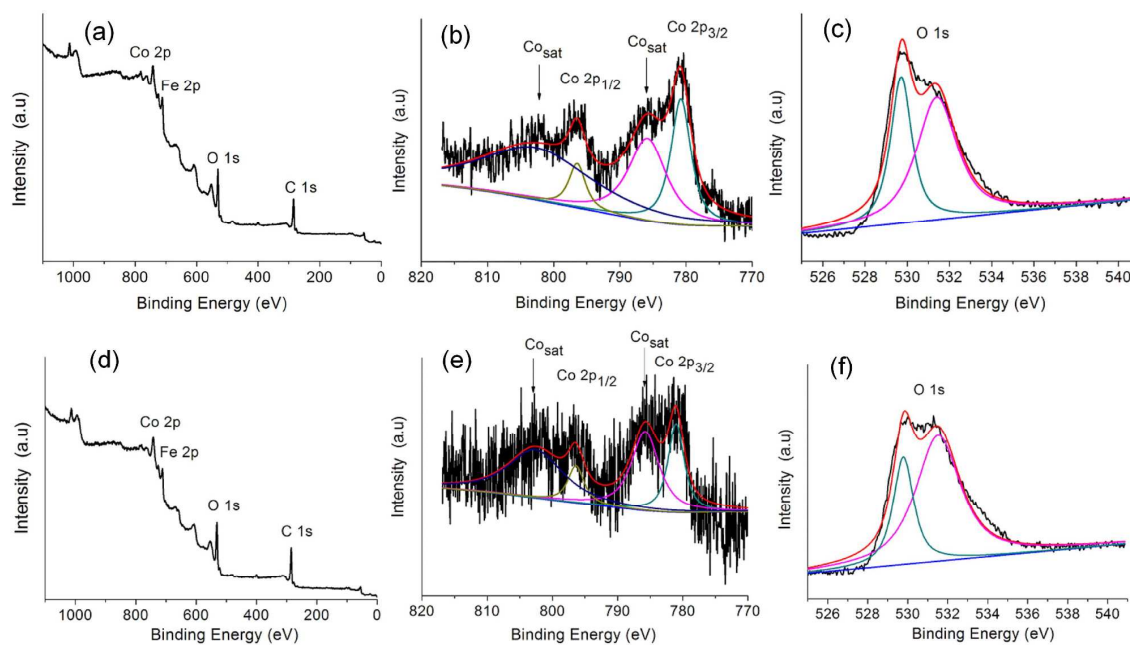 (a)
Co 2p
Fe 2p
O 1s
C 1s
Intensity (a.u)
1000 800 600 400 200 0
Binding Energy (eV)
(b)
Co 2p3/2
Cosat
Cosat
Co 2p1/2
Intensity (a.u)
820 810 800 790 780 770
Binding Energy (eV)
(c)
O 1s
Intensity (a.u)
526 528 530 532 534 536 538 540
Binding Energy (eV)
(d)
Co 2p
Fe 2p
O 1s
C 1s
Intensity (a.u)
1000 800 600 400 200 0
Binding Energy (eV)
(e)
Cosat
Cosat
Co 2p1/2
Co 2p3/2
Intensity (a.u)
820 810 800 790 780 770
Binding Energy (eV)
(f)
O 1s
Intensity (a.u)
526 528 530 532 534 536 538 540
Binding Energy (eV)